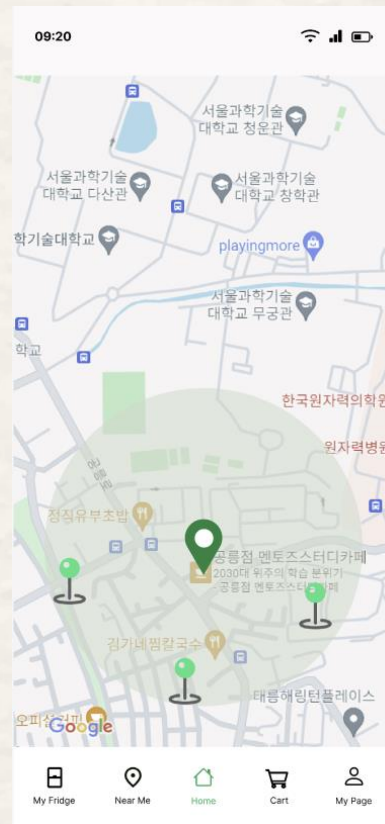 09:20
서울과학기술
대학교 청운관
서울과학기술
대학교 다산관
서울과학기술
대학교 창학관
학기술대학교
playingmore
서울과학기술
대학교 무궁관
학교
한국원자력의학원
원자력병원
공릉로
정직유부초밥
공릉점 멘토즈스터디카페
2030대 위주의 학습 분위기
공릉점 멘토즈스터디카페
김가네찜칼국수
태릉해링턴플레이스
Google
My Fridge
Near Me
Home
Cart
My Page